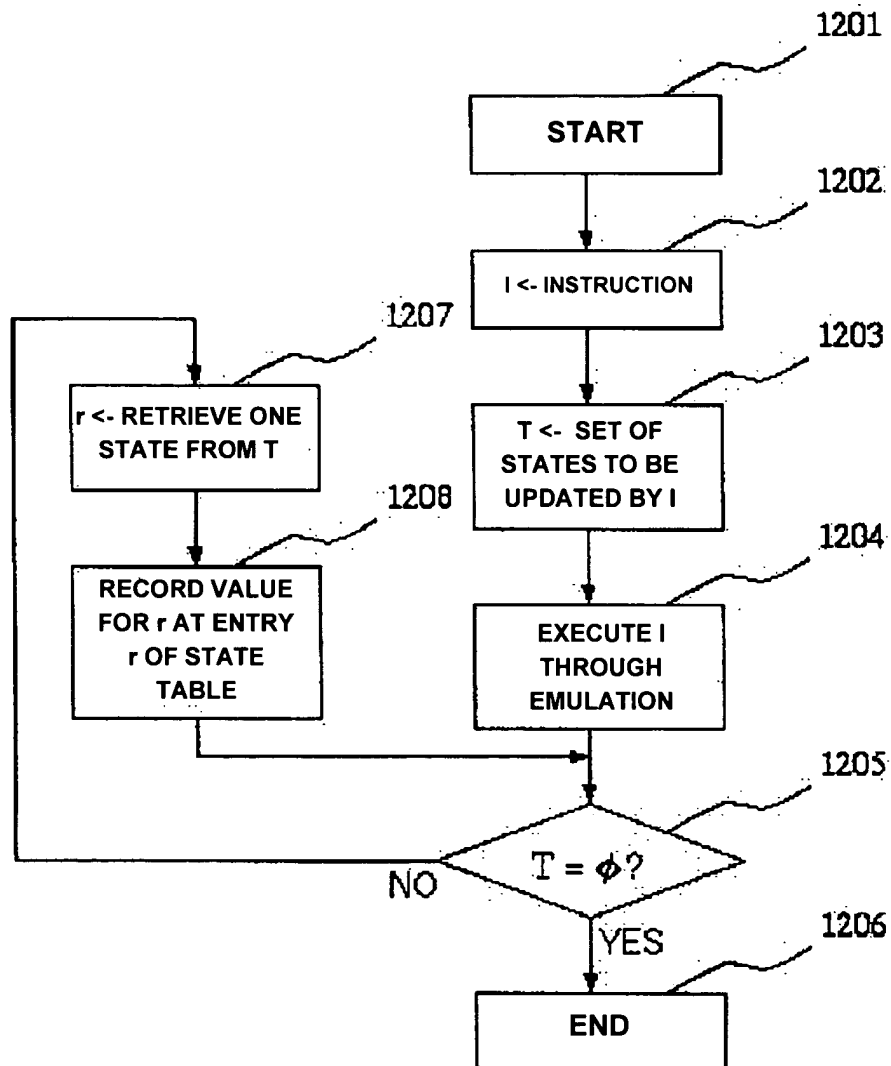 1201
START
1202
I <- INSTRUCTION
1203
T <- SET OF
STATES TO BE
UPDATED BY I
1204
EXECUTE I
THROUGH
EMULATION
1205
T = ϕ?
NO
YES
1206
END
1207
r <- RETRIEVE ONE
STATE FROM T
1208
RECORD VALUE
FOR r AT ENTRY
r OF STATE
TABLE